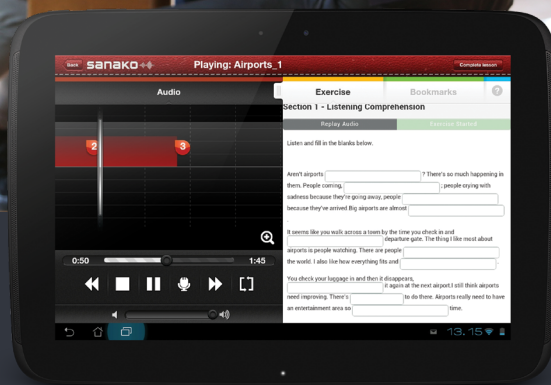 Back
sanako
Playing: Airports_1
Complete lesson
Audio
Exercise
Bookmarks
?
Section 1 - Listening Comprehension
Replay Audio
Exercise Started
Listen and fill in the blanks below.
Aren't airports ? There's so much happening in
them. People coming, ; people crying with
sadness because they're going away, people
because they've arrived.Big airports are almost
.
It seems like you walk across a town by the time you check in and
departure gate. The thing I like most about
airports is people watching. There are people
the world. I also like how everything fits and .
You check your luggage in and then it disappears,
it again at the next airport.I still think airports
need improving. There's to do there. Airports really need to have
an entertainment area so time.
2
3
0:50
1:45
13.15